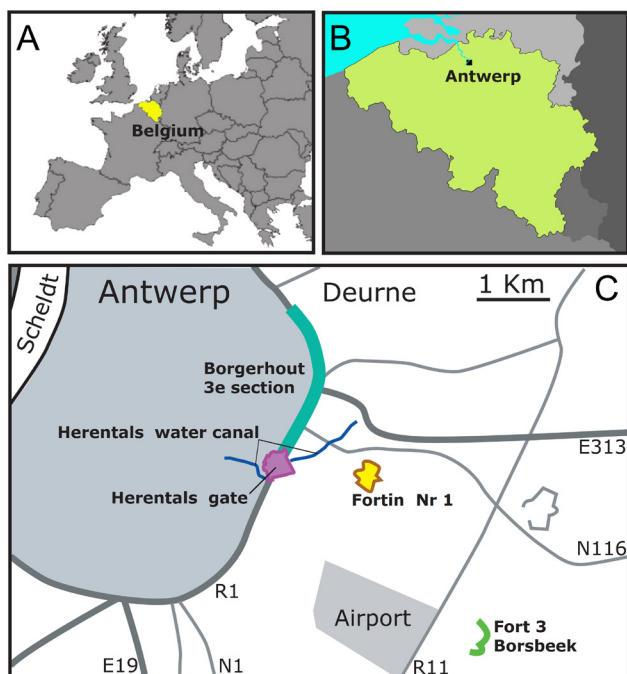 A
Belgium
B
Antwerp
C
Scheldt
Antwerp
Deurne
1 Km
Borgerhout
3e section
Herentals water canal
E313
Herentals gate
Fortin Nr 1
N116
R1
Airport
Fort 3
Borsbeek
E19
N1
R11